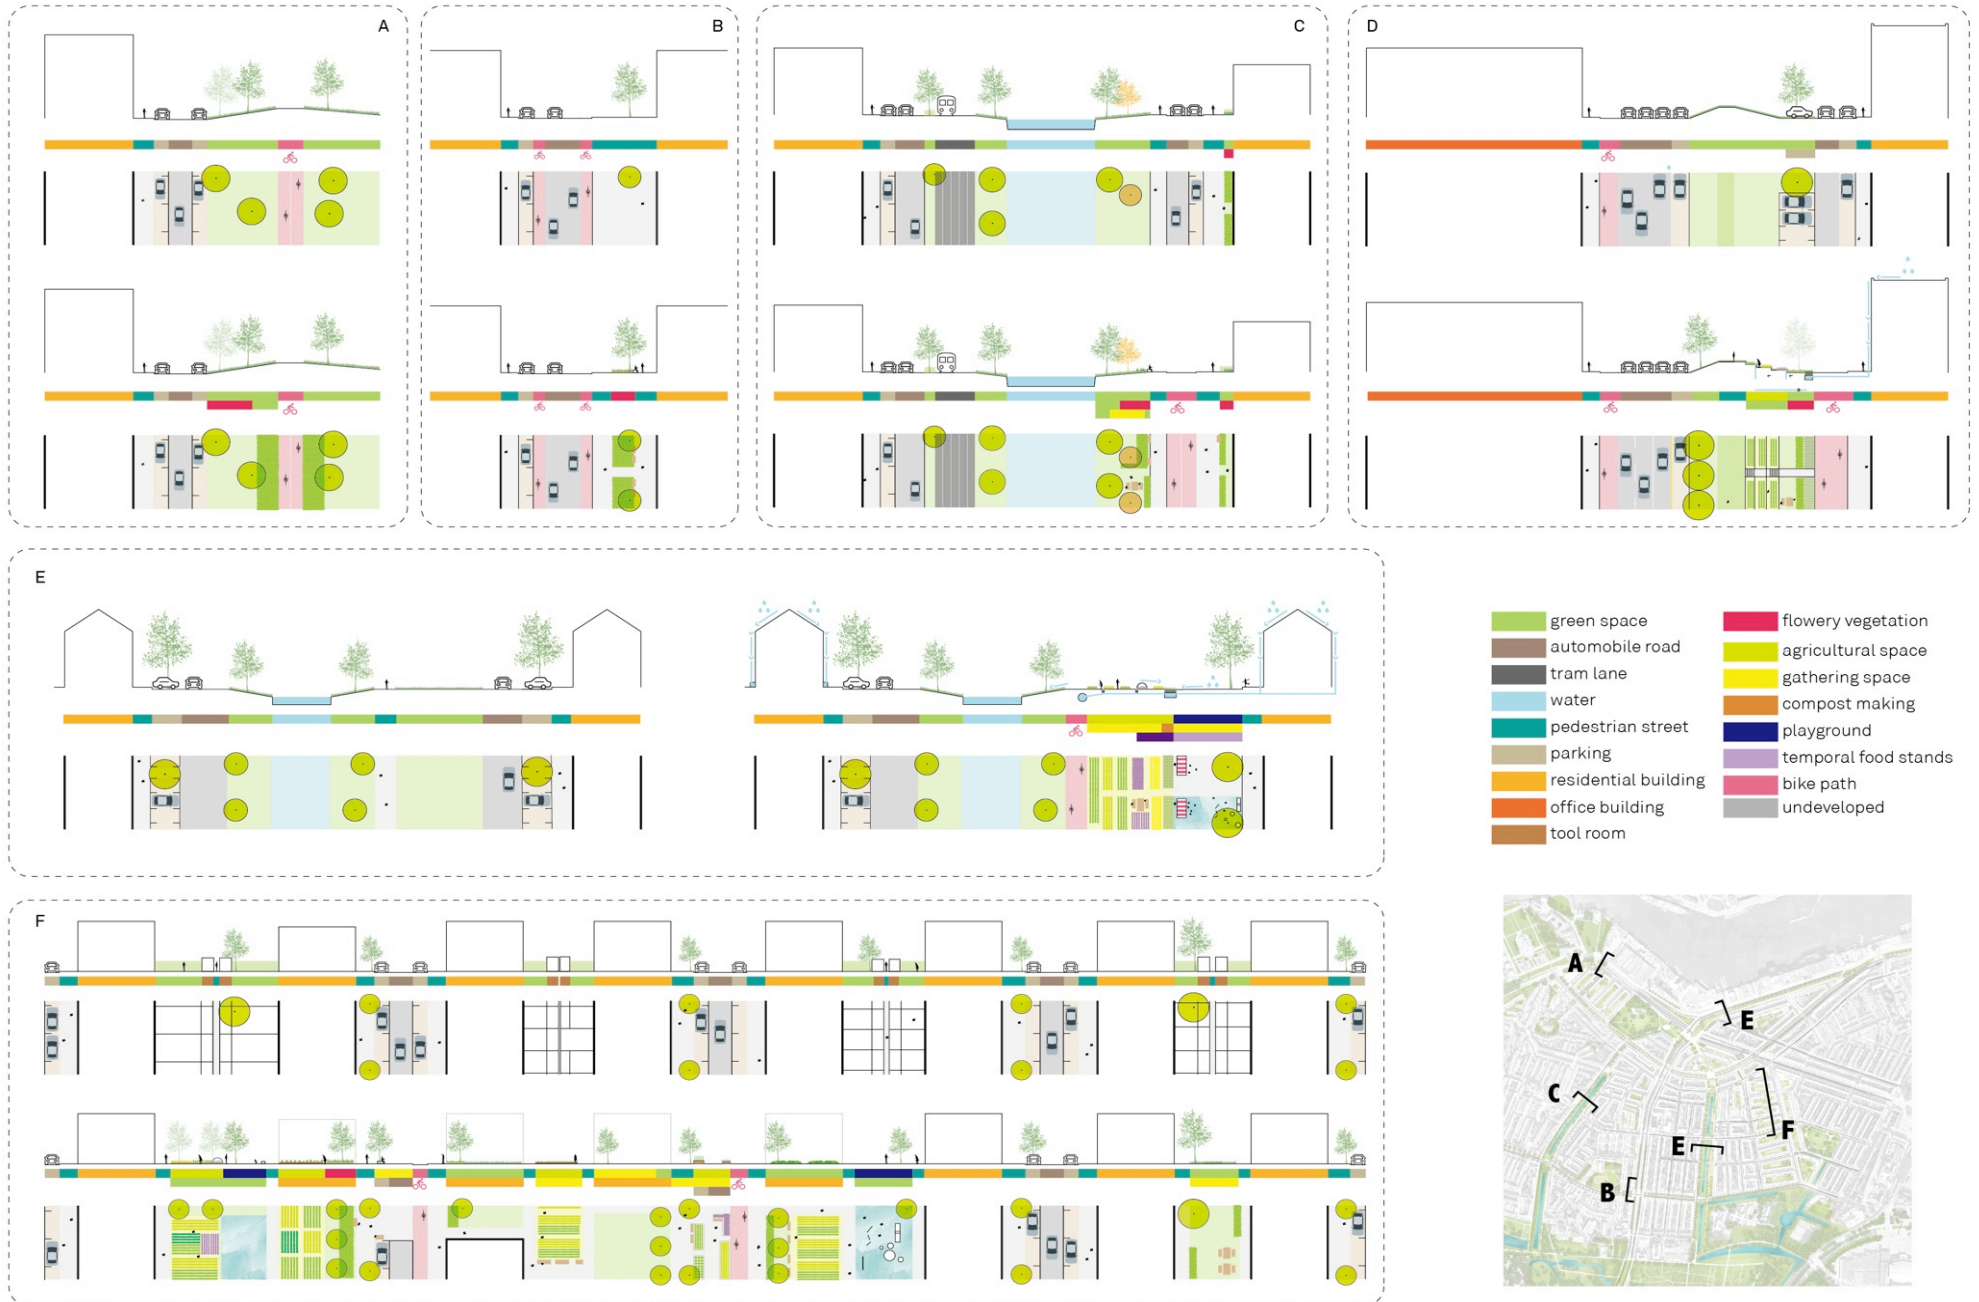 A
B
C
D
E
green space
automobile road
tram lane
water
pedestrian street
parking
residential building
office building
tool room
flowery vegetation
agricultural space
gathering space
compost making
playground
temporal food stands
bike path
undeveloped
F
A
E
C
F
E
B